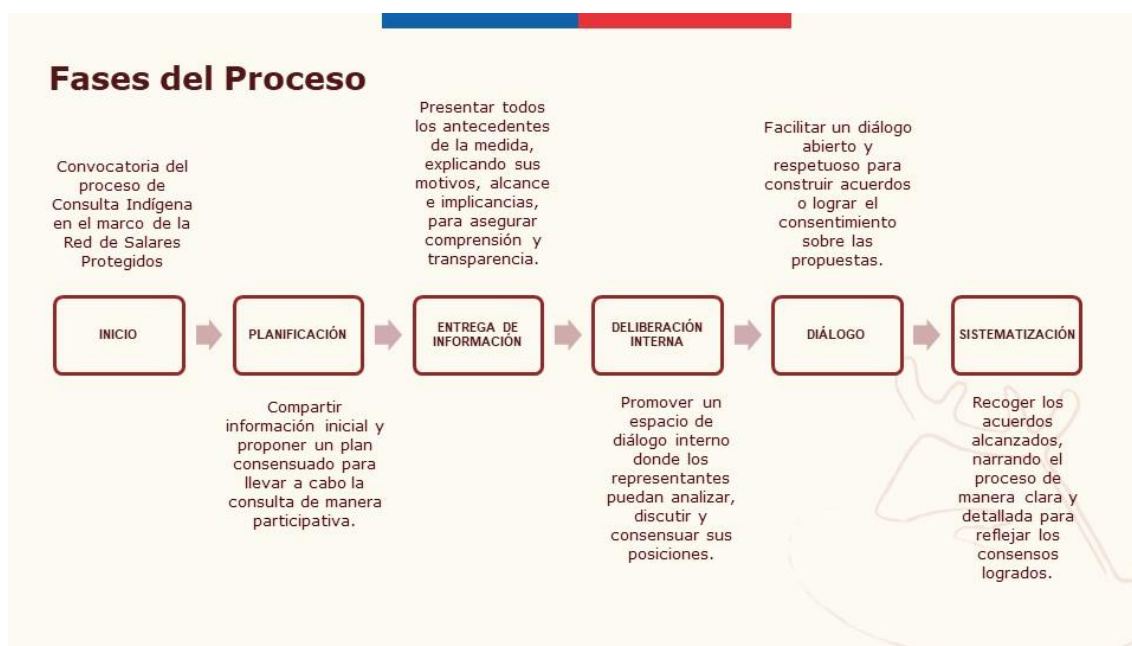 Fases del Proceso
Convocatoria del
proceso de
Consulta Indígena
en el marco de la
Red de Salares
Protegidos
INICIO
PLANIFICACIÓN
Compartir
información inicial y
proponer un plan
consensuado para
llevar a cabo la
consulta de manera
participativa.
Presentar todos
los antecedentes
de la medida,
explicando sus
motivos, alcance
e implicancias,
para asegurar
comprensión y
transparencia.
ENTREGA DE
INFORMACIÓN
DELIBERACIÓN
INTERNA
Promover un
espacio de
diálogo interno
donde los
representantes
puedan analizar,
discutir y
consensuar sus
posiciones.
Facilitar un diálogo
abierto y
respetuoso para
construir acuerdos
o lograr el
consentimiento
sobre las
propuestas.
DIÁLOGO
SISTEMATIZACIÓN
Recoger los
acuerdos
alcanzados,
narrando el
proceso de
manera clara y
detallada para
reflejar los
consensos
logrados.